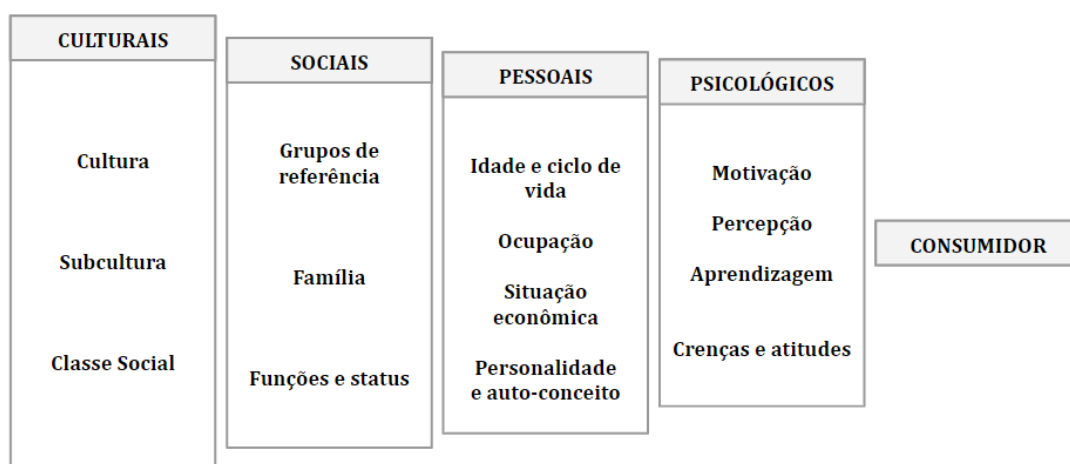 CULTURAIS
Cultura
Subcultura
Classe Social
SOCIAIS
Grupos de
referência
Família
Funções e status
PESSOAIS
Idade e ciclo de
vida
Ocupação
Situação
econômica
Personalidade
e auto-conceito
PSICOLÓGICOS
Motivação
Percepção
Aprendizagem
Crenças e atitudes
CONSUMIDOR